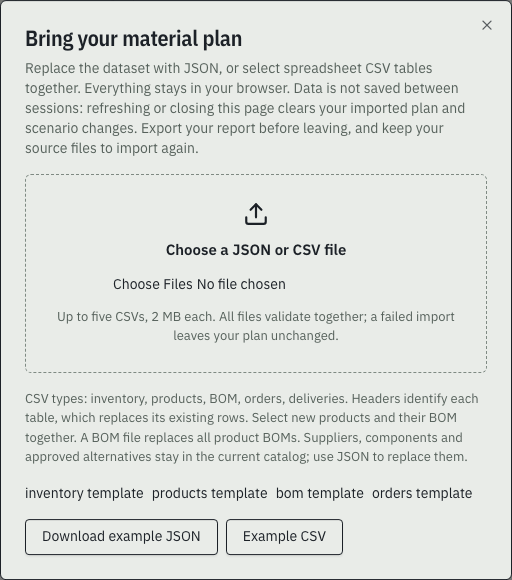 Bring your material plan
Replace the dataset with JSON, or select spreadsheet CSV tables
together. Everything stays in your browser. Data is not saved between
sessions: refreshing or closing this page clears your imported plan and
scenario changes. Export your report before leaving, and keep your
source files to import again.
Choose a JSON or CSV file
Choose Files No file chosen
Up to five CSVs, 2 MB each. All files validate together; a failed import
leaves your plan unchanged.
CSV types: inventory, products, BOM, orders, deliveries. Headers identify each
table, which replaces its existing rows. Select new products and their BOM
together. A BOM file replaces all product BOMs. Suppliers, components and
approved alternatives stay in the current catalog; use JSON to replace them.
inventory template products template bom template orders template
Download example JSON Example CSV